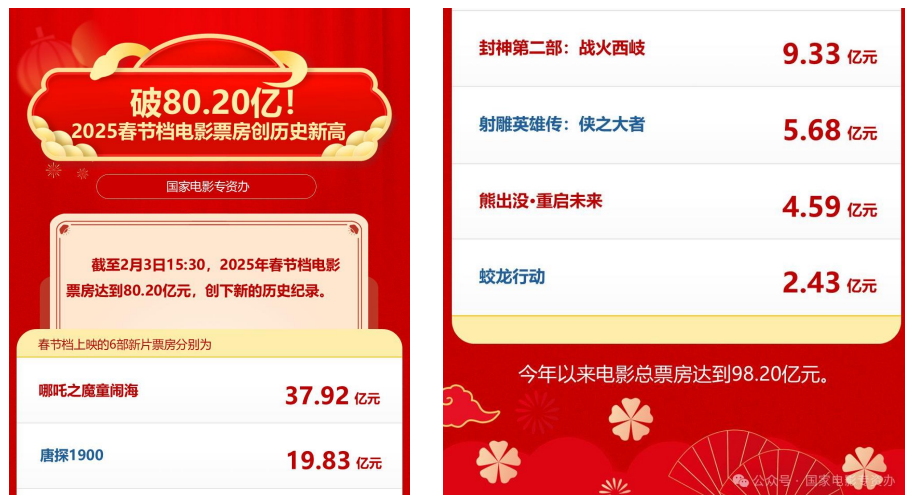 破80.20亿!
2025春节档电影票房创历史新高
国家电影专资办
截至2月3日15:30，2025年春节档电影
票房达到80.20亿元，创下新的历史纪录。
春节档上映的6部新片票房分别为
哪吒之魔童闹海 37.92 亿元
唐探1900 19.83 亿元
封神第二部：战火西岐 9.33 亿元
射雕英雄传：侠之大者 5.68 亿元
熊出没·重启未来 4.59 亿元
蛟龙行动 2.43 亿元
今年以来电影总票房达到98.20亿元。
公众号·国家电影专资办